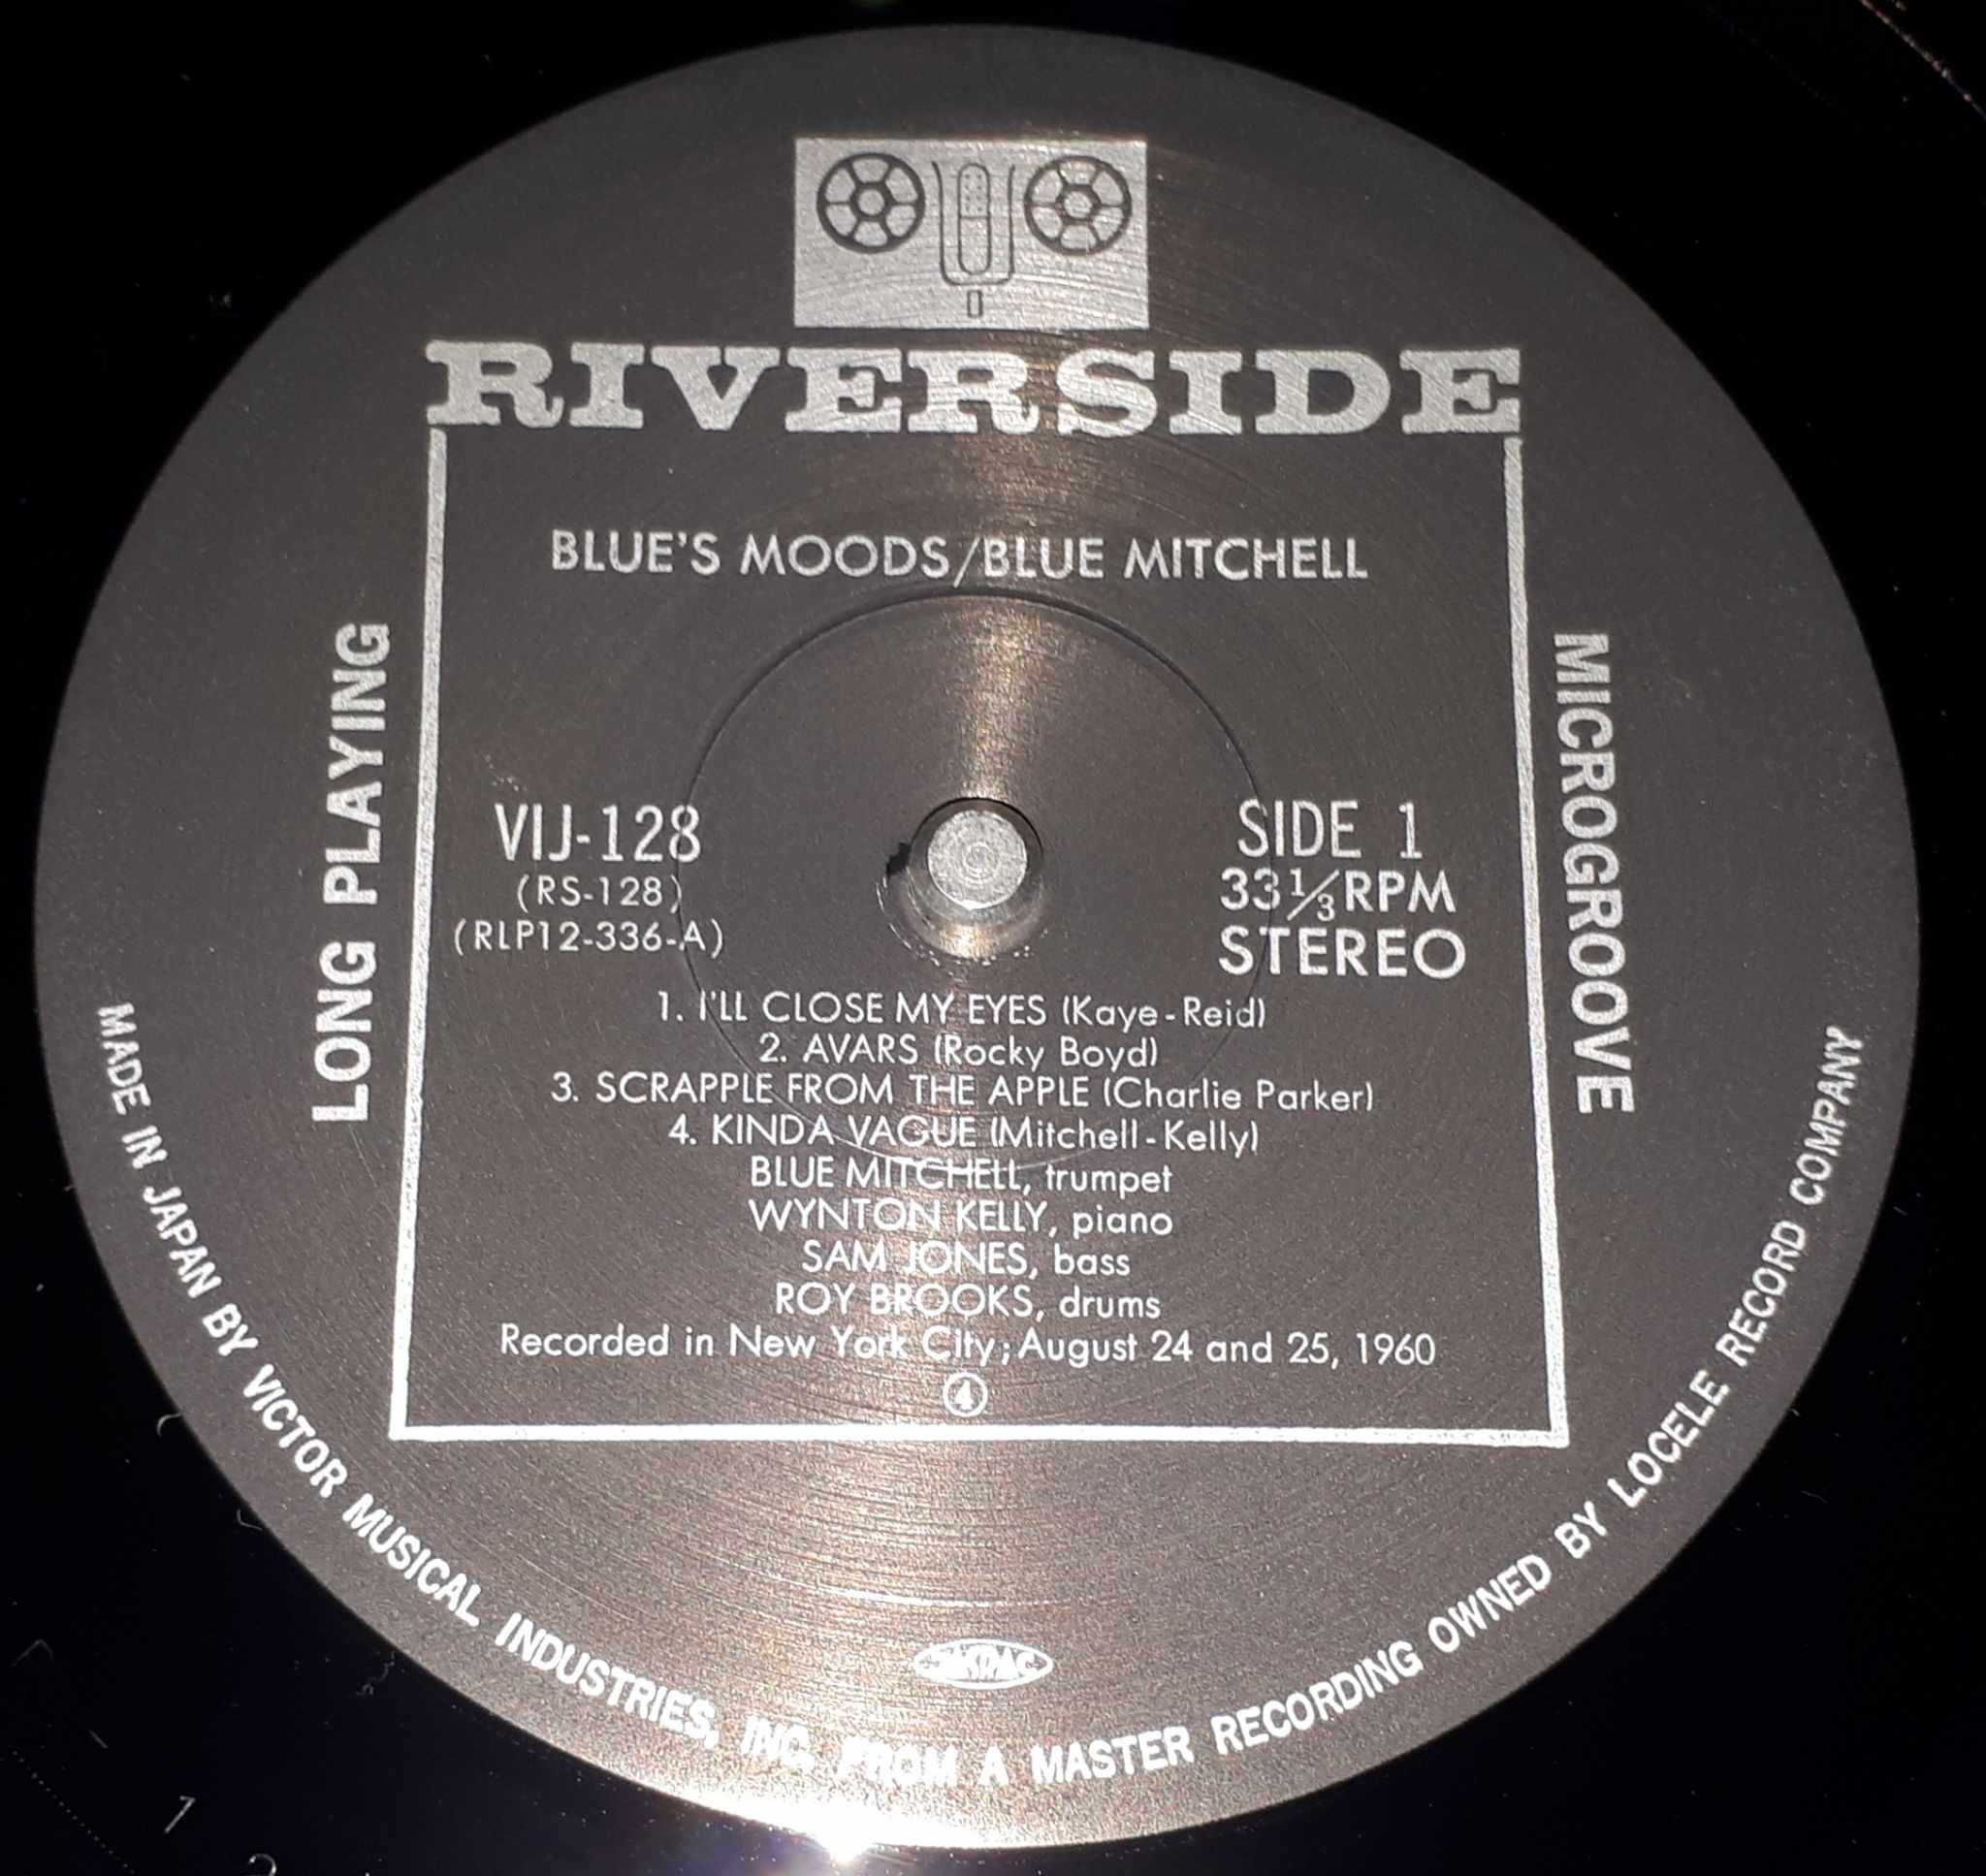 RIVERSIDE
BLUE'S MOODS/BLUE MITCHELL
LONG PLAYING
MICROGROOVE
VIJ-128
(RS-128)
(RLP12-336-A)
SIDE 1
33⅓RPM
STEREO
1. I'LL CLOSE MY EYES (Kaye-Reid)
2. AVARS (Rocky Boyd)
3. SCRAPPLE FROM THE APPLE (Charlie Parker)
4. KINDA VAGUE (Mitchell-Kelly)
BLUE MITCHELL, trumpet
WYNTON KELLY, piano
SAM JONES, bass
ROY BROOKS, drums
Recorded in New York City; August 24 and 25, 1960
④
JASRAC
MADE IN JAPAN BY VICTOR MUSICAL INDUSTRIES, INC. FROM A MASTER RECORDING OWNED BY LOCELE RECORD COMPANY
1